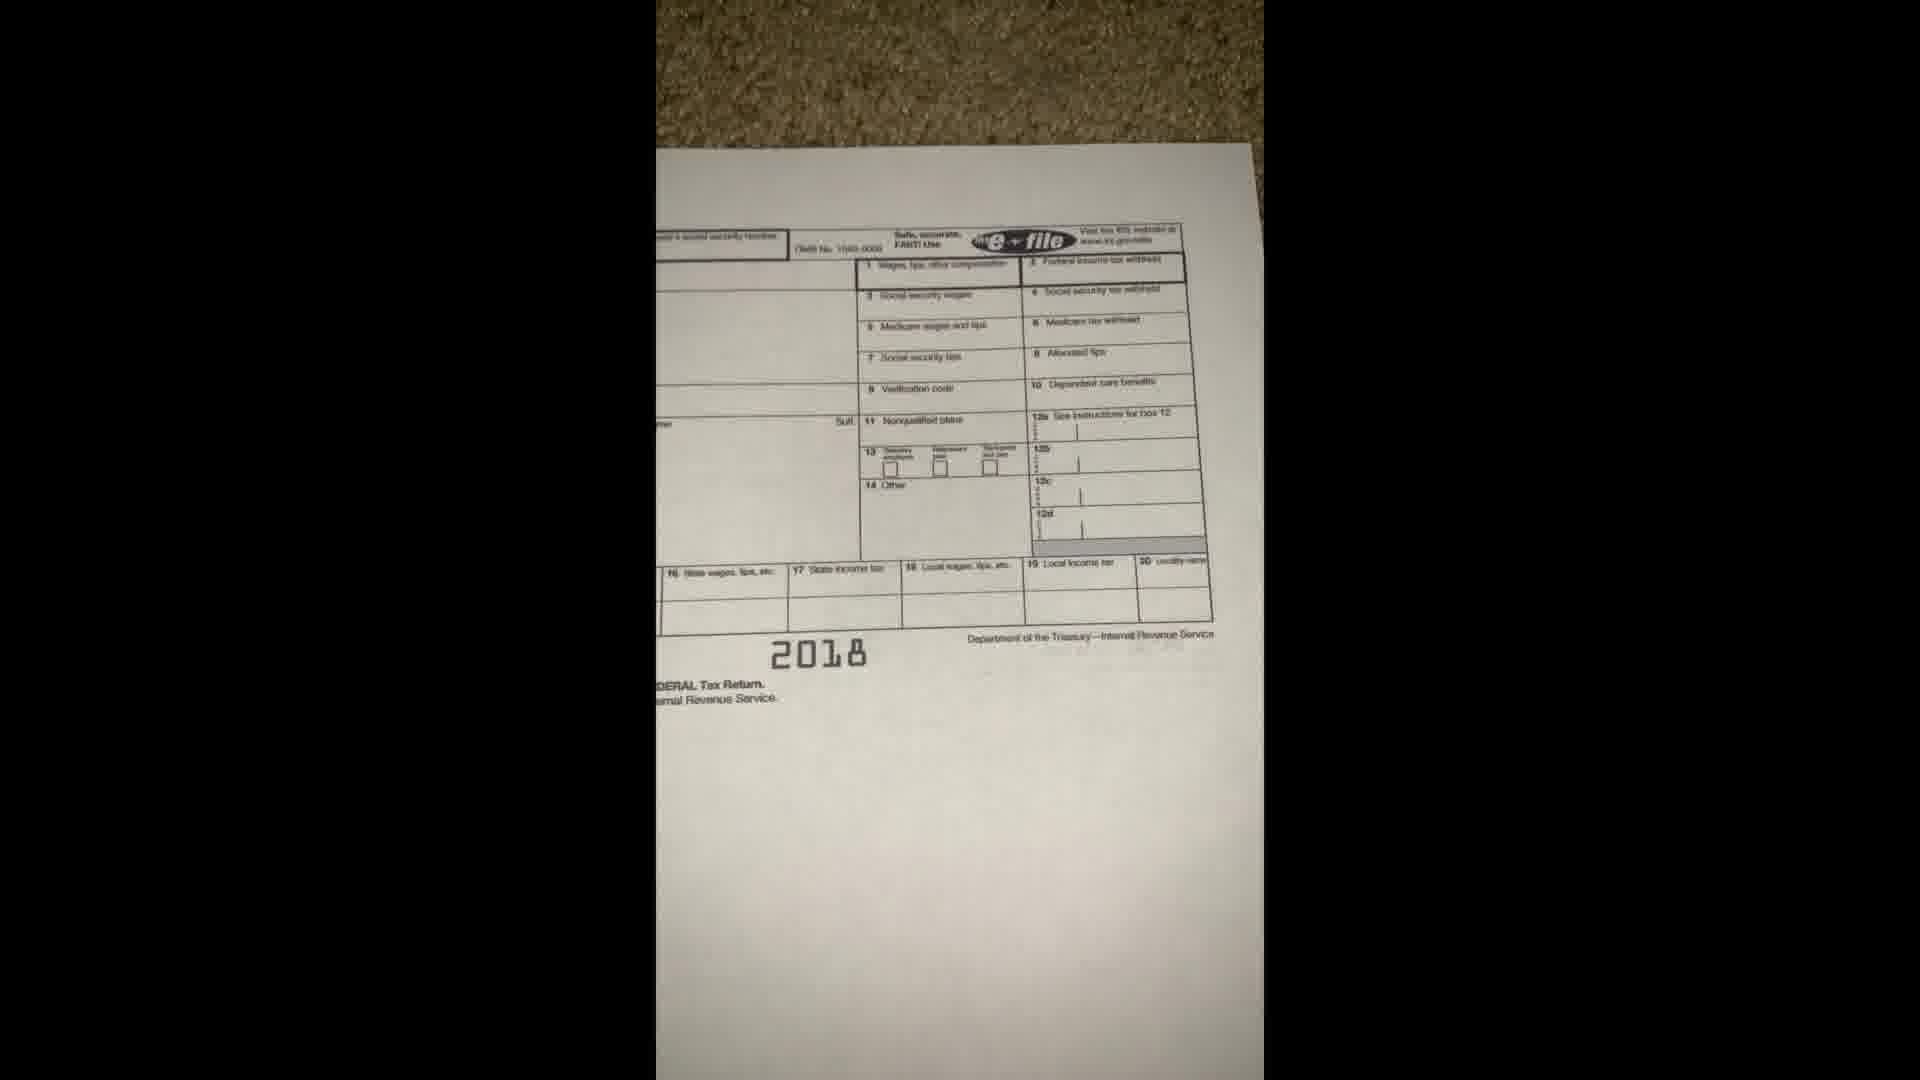 social security number
OMB No. 1545-0008
Safe, accurate,
FAST! Use
e file
Visit the IRS website at
www.irs.gov/efile
1 Wages, tips, other compensation
2 Federal income tax withheld
3 Social security wages
4 Social security tax withheld
5 Medicare wages and tips
6 Medicare tax withheld
7 Social security tips
8 Allocated tips
9 Verification code
10 Dependent care benefits
Suff.
11 Nonqualified plans
12a See instructions for box 12
13 Statutory employee
Retirement plan
Third-party sick pay
12b
14 Other
12c
12d
16 State wages, tips, etc.
17 State income tax
18 Local wages, tips, etc.
19 Local income tax
20 Locality name
2018
Department of the Treasury—Internal Revenue Service
DERAL Tax Return.
ernal Revenue Service.